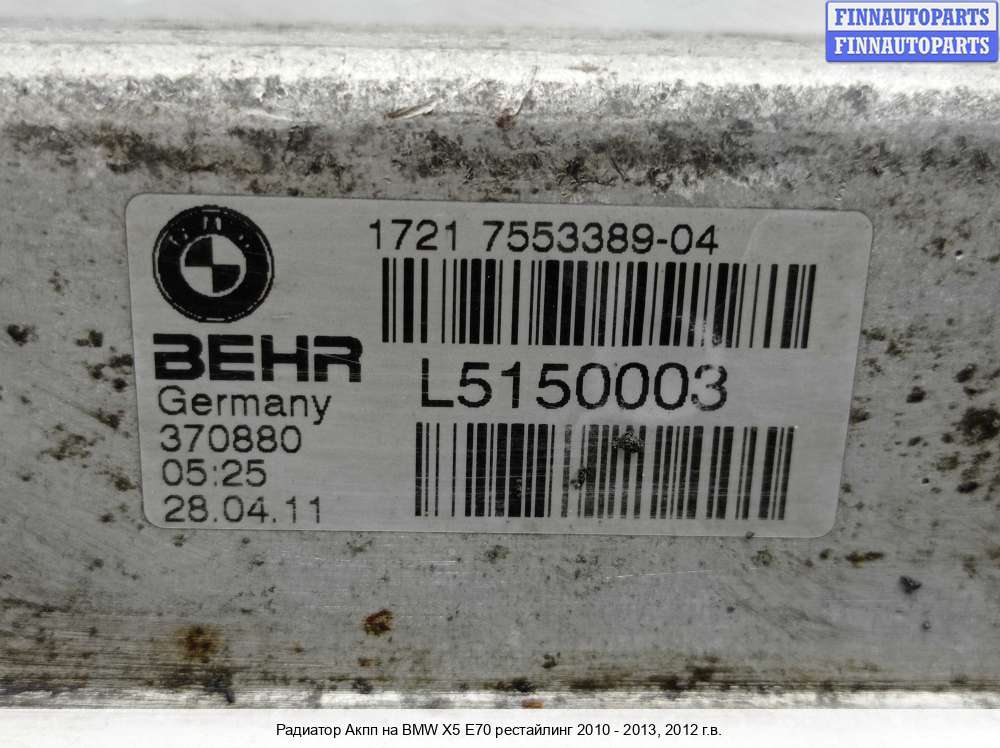 FINNAUTOPARTS
FINNAUTOPARTS
1721 7553389-04
BEHR
L5150003
Germany
370880
05:25
28.04.11
Радиатор Акпп на BMW X5 E70 рестайлинг 2010 - 2013, 2012 г.в.